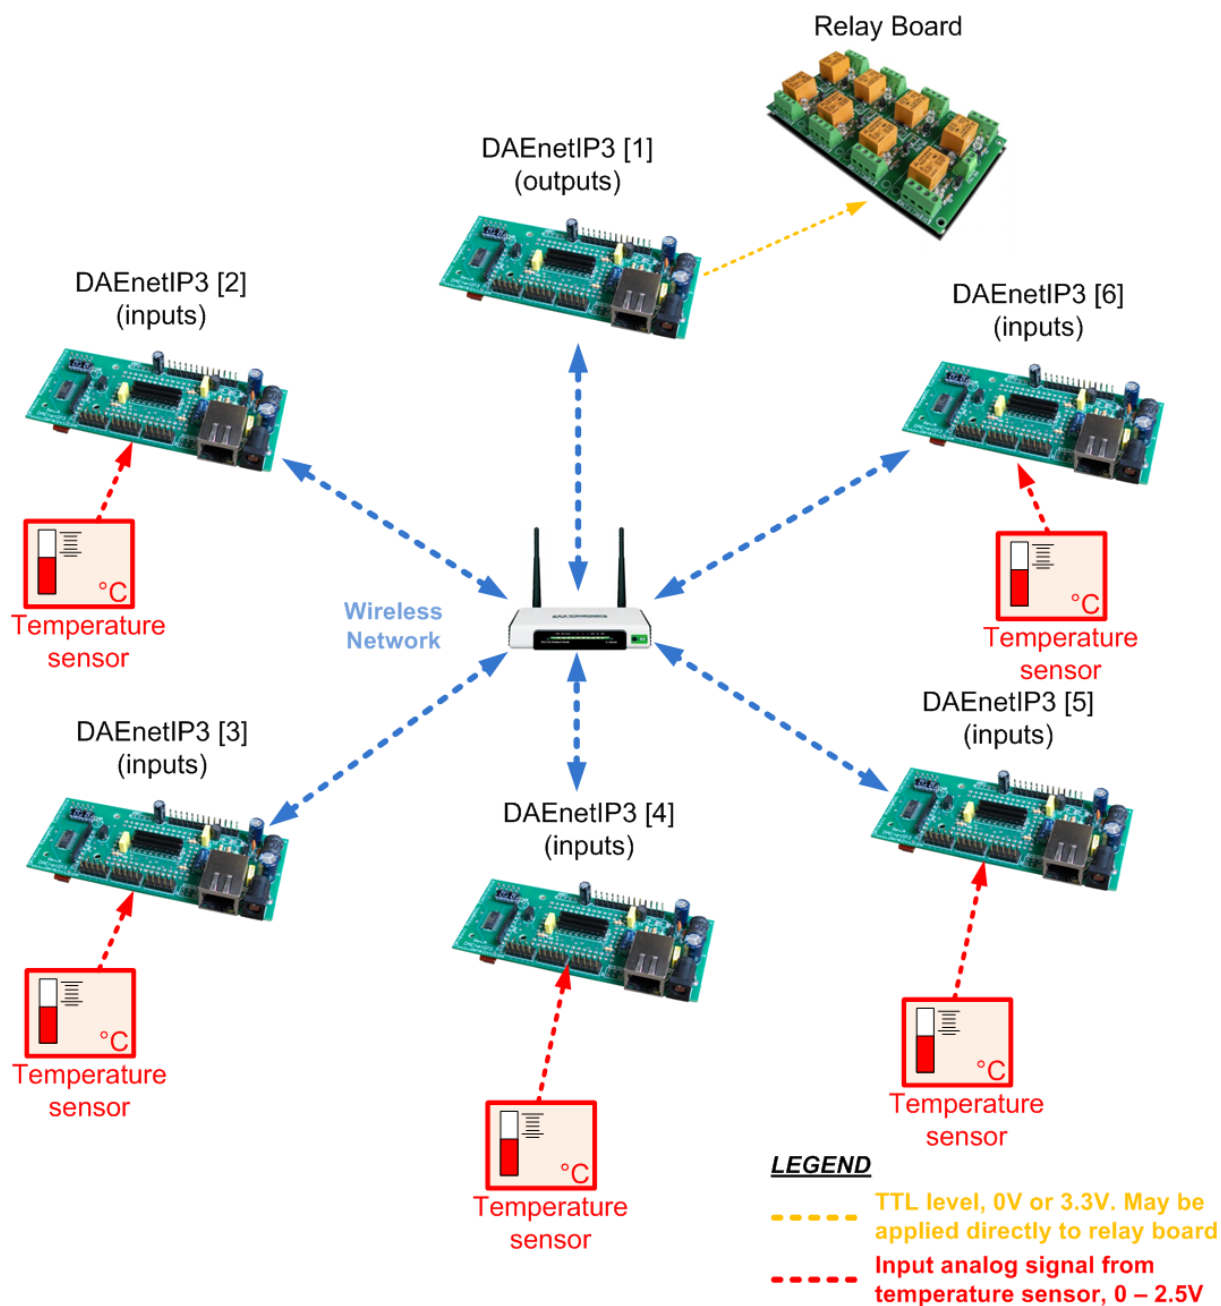 Relay Board
DAEnetIP3 [1]
(outputs)
DAEnetIP3 [2]
(inputs)
DAEnetIP3 [6]
(inputs)
°C
Temperature
sensor
°C
Temperature
sensor
Wireless
Network
DAEnetIP3 [3]
(inputs)
DAEnetIP3 [5]
(inputs)
DAEnetIP3 [4]
(inputs)
°C
Temperature
sensor
°C
Temperature
sensor
°C
Temperature
sensor
LEGEND
TTL level, 0V or 3.3V. May be
applied directly to relay board
Input analog signal from
temperature sensor, 0 – 2.5V